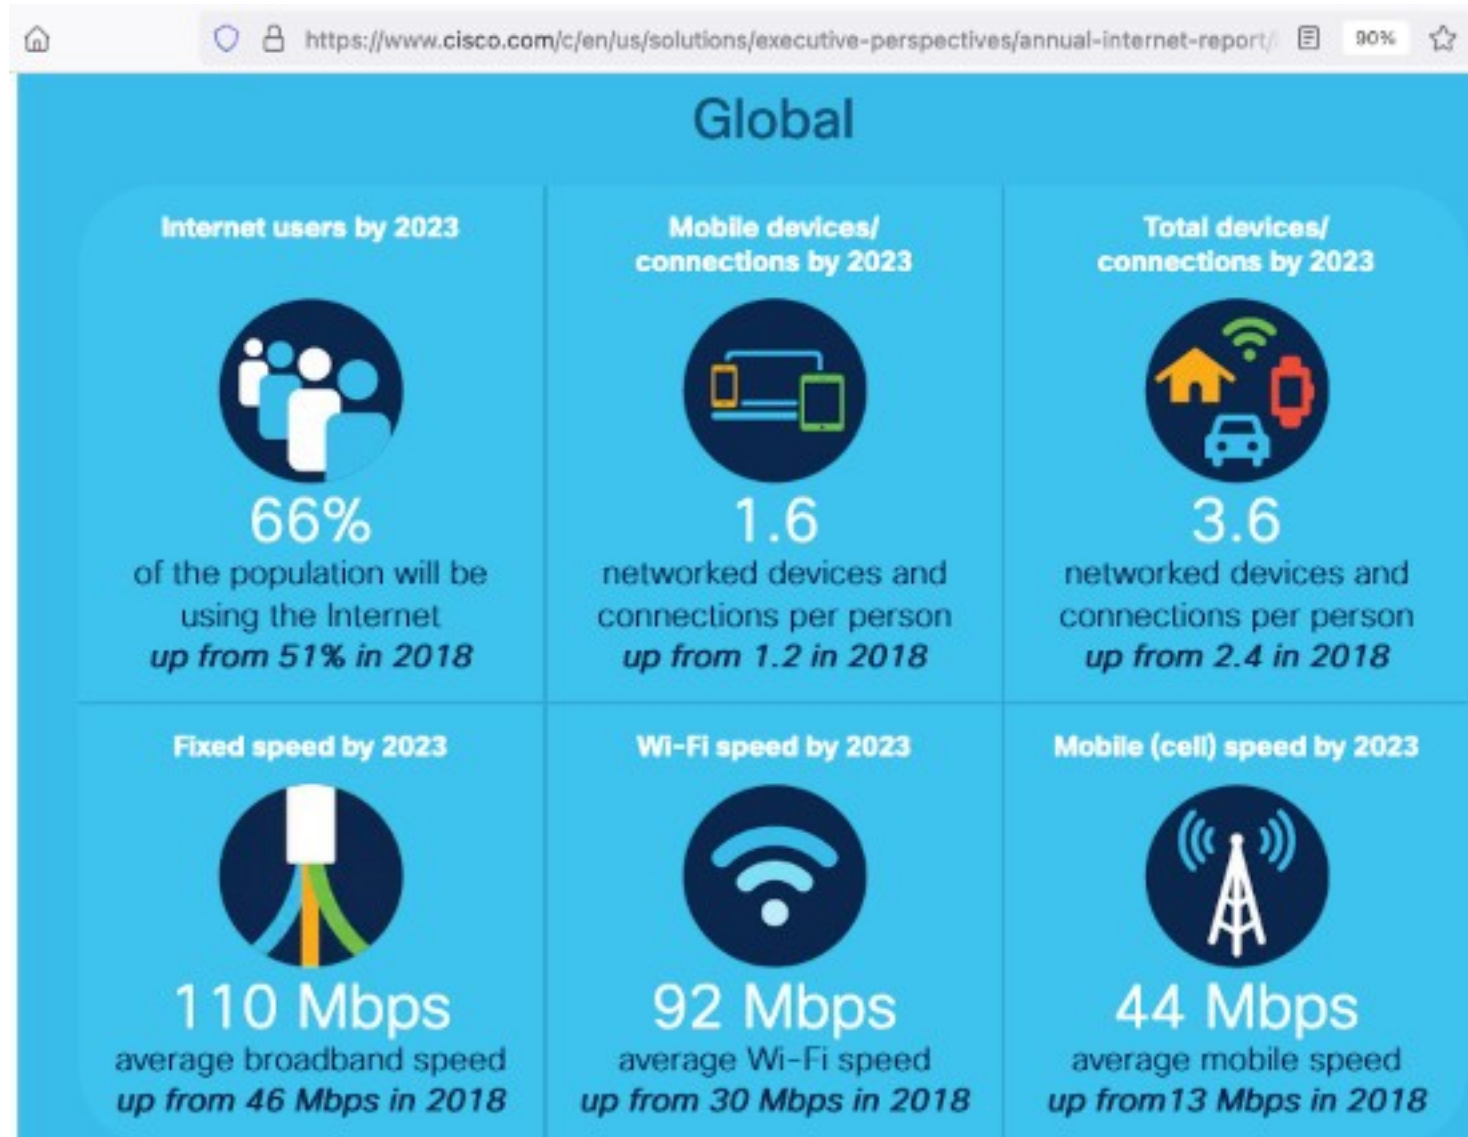 https://www.cisco.com/c/en/us/solutions/executive-perspectives/annual-internet-report/
90%
Global
Internet users by 2023
66%
of the population will be
using the Internet
up from 51% in 2018
Mobile devices/
connections by 2023
1.6
networked devices and
connections per person
up from 1.2 in 2018
Total devices/
connections by 2023
3.6
networked devices and
connections per person
up from 2.4 in 2018
Fixed speed by 2023
110 Mbps
average broadband speed
up from 46 Mbps in 2018
Wi-Fi speed by 2023
92 Mbps
average Wi-Fi speed
up from 30 Mbps in 2018
Mobile (cell) speed by 2023
44 Mbps
average mobile speed
up from13 Mbps in 2018